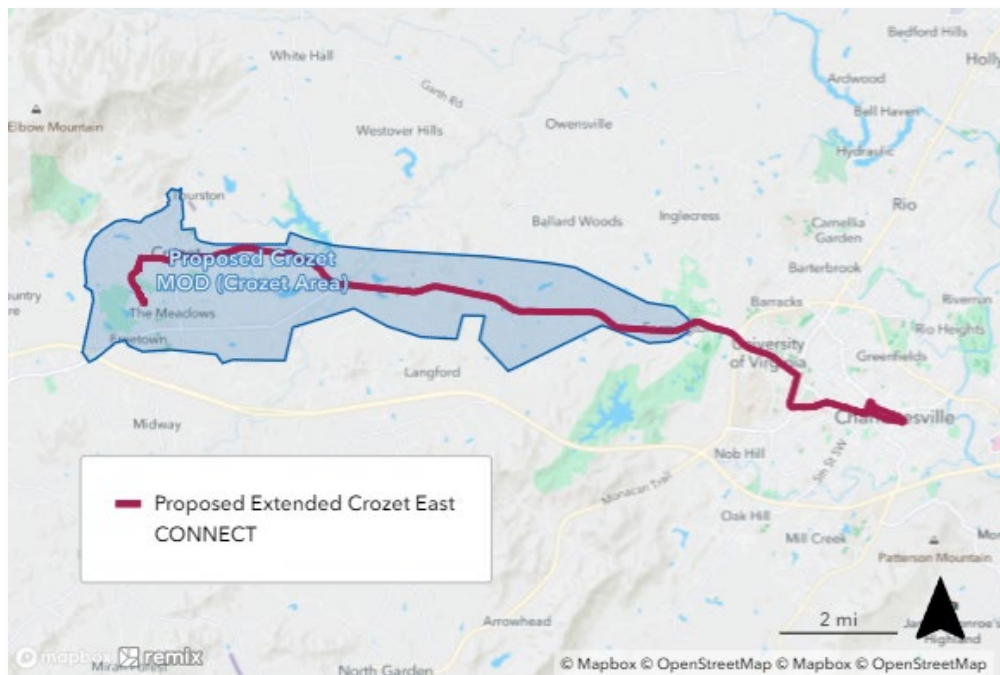 Bedford Hills
White Hall
Holly
Ardwood
Garth Rd
Bell Haven
Elbow Mountain
Westover Hills
Owensville
Hydraulic
Rio
Ballard Woods
Inglecress
Camellia
Garden
Proposed Crozet
MOD (Crozet Area)
Barterbrook
The Meadows
Barracks
Rio Heights
University
of Virginia
Greenfields
Langford
Midway
Nob Hill
Monacan Trail
Oak Hill
Mill Creek
Patterson Mountain
Proposed Extended Crozet East
CONNECT
Arrowhead
2 mi
Highland
mapbox remix
North Garden
© Mapbox © OpenStreetMap © Mapbox © OpenStreetMap